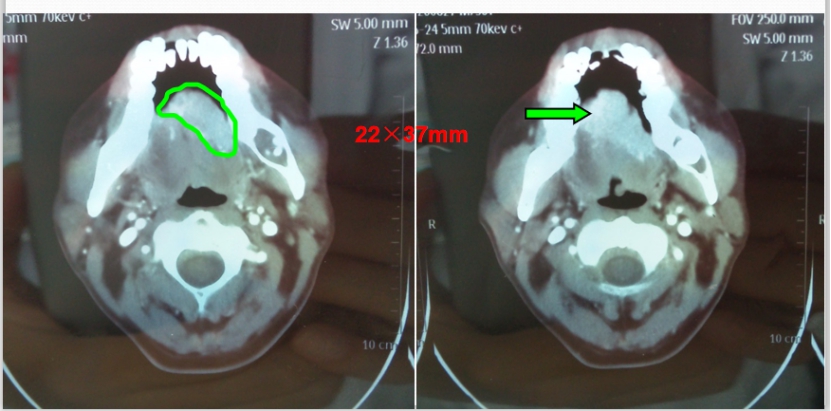 5mm 70kev c+
mm
SW 5.00 mm
Z 1.36
22×37mm
10 cm
-24 5mm 70kev c+
/2.0 mm
FOV 250.0 mm
SW 5.00 mm
Z 1.36
R
R
10 cm